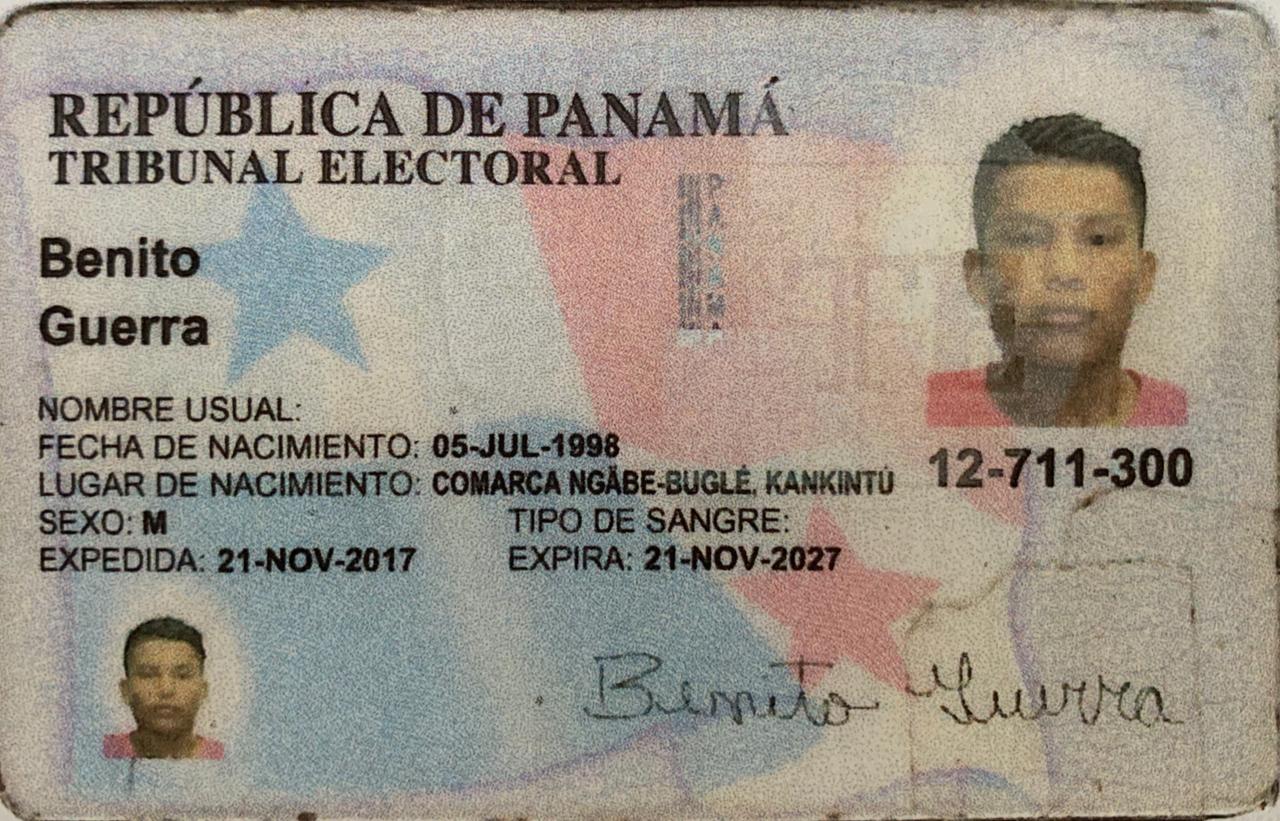 REPÚBLICA DE PANAMÁ
TRIBUNAL ELECTORAL
Benito
Guerra
NOMBRE USUAL:
FECHA DE NACIMIENTO: 05-JUL-1998
LUGAR DE NACIMIENTO: COMARCA NGÄBE-BUGLÉ, KANKINTÚ
SEXO: M TIPO DE SANGRE:
EXPEDIDA: 21-NOV-2017 EXPIRA: 21-NOV-2027
12-711-300
PANAMA
Benito Guerra